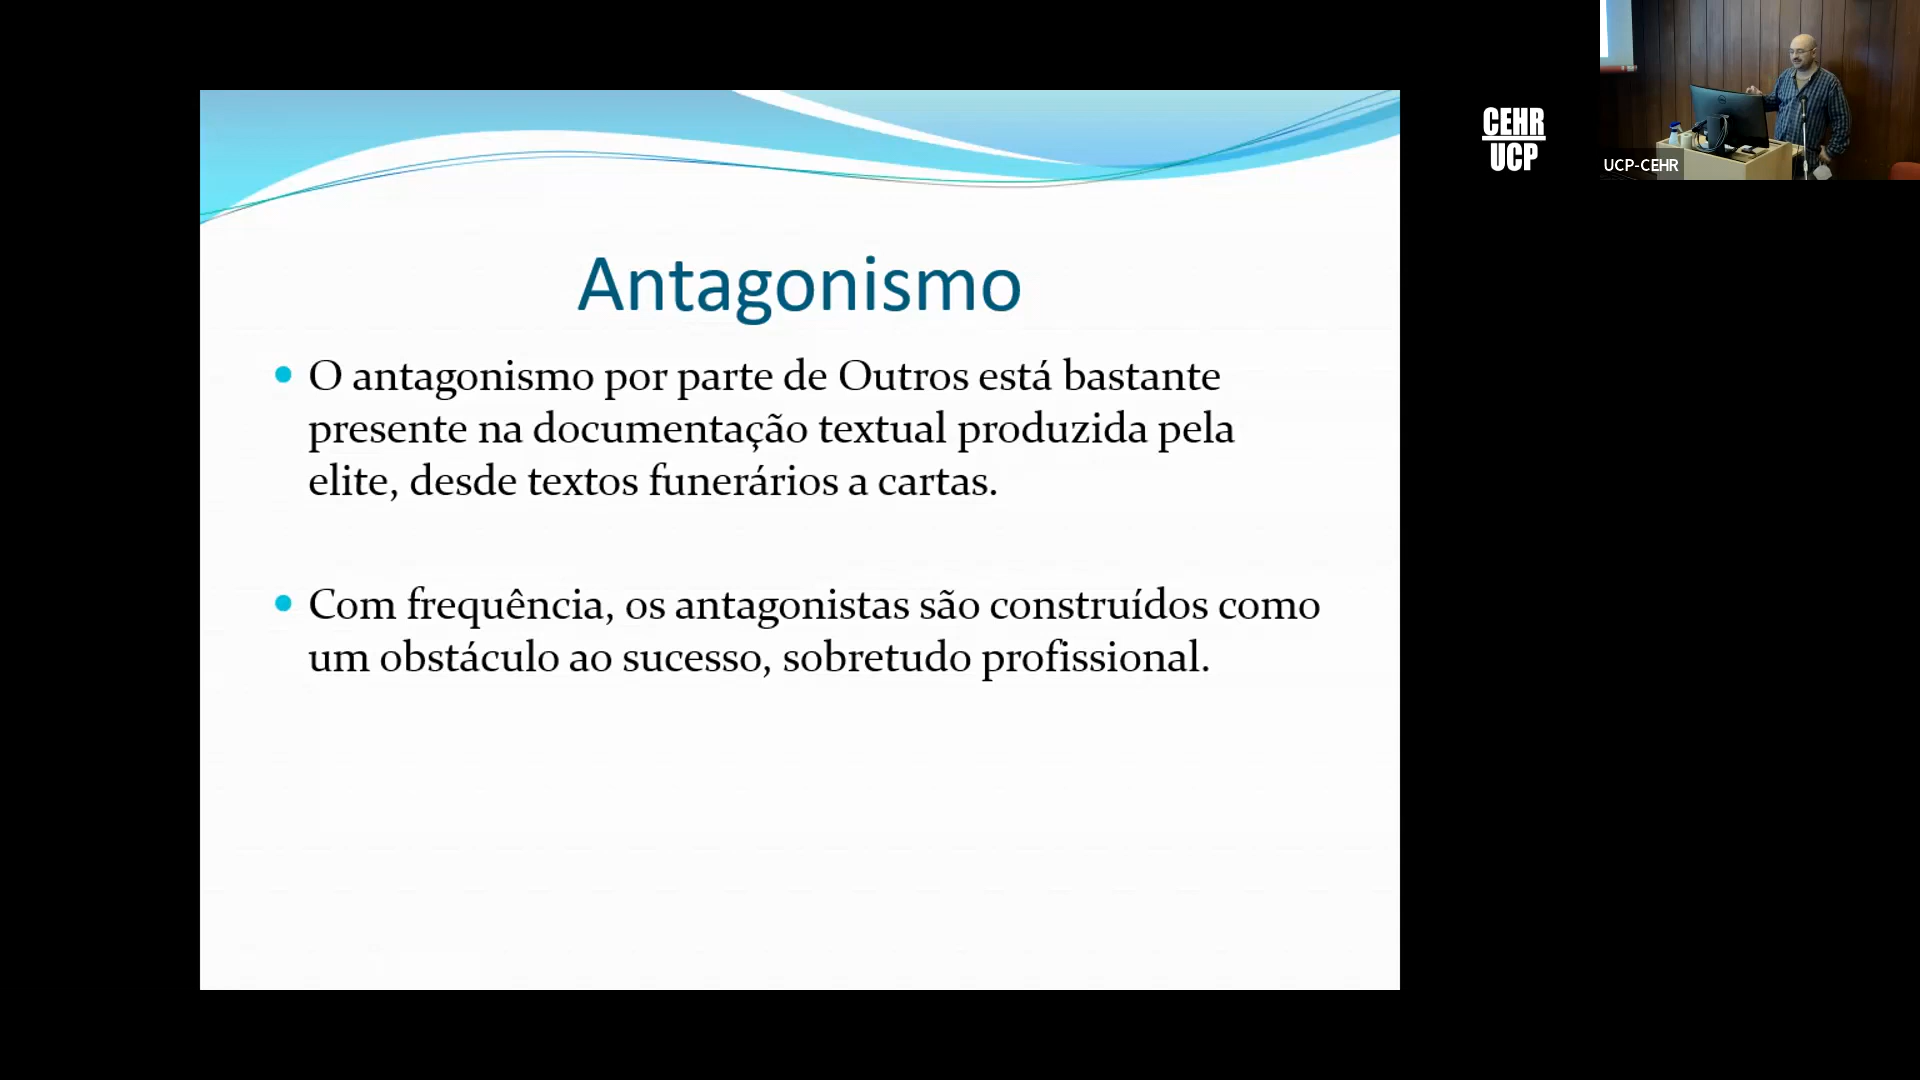 Antagonismo
O antagonismo por parte de Outros está bastante
presente na documentação textual produzida pela
elite, desde textos funerários a cartas.
Com frequência, os antagonistas são construídos como
um obstáculo ao sucesso, sobretudo profissional.
CEHR
UCP
UCP-CEHR